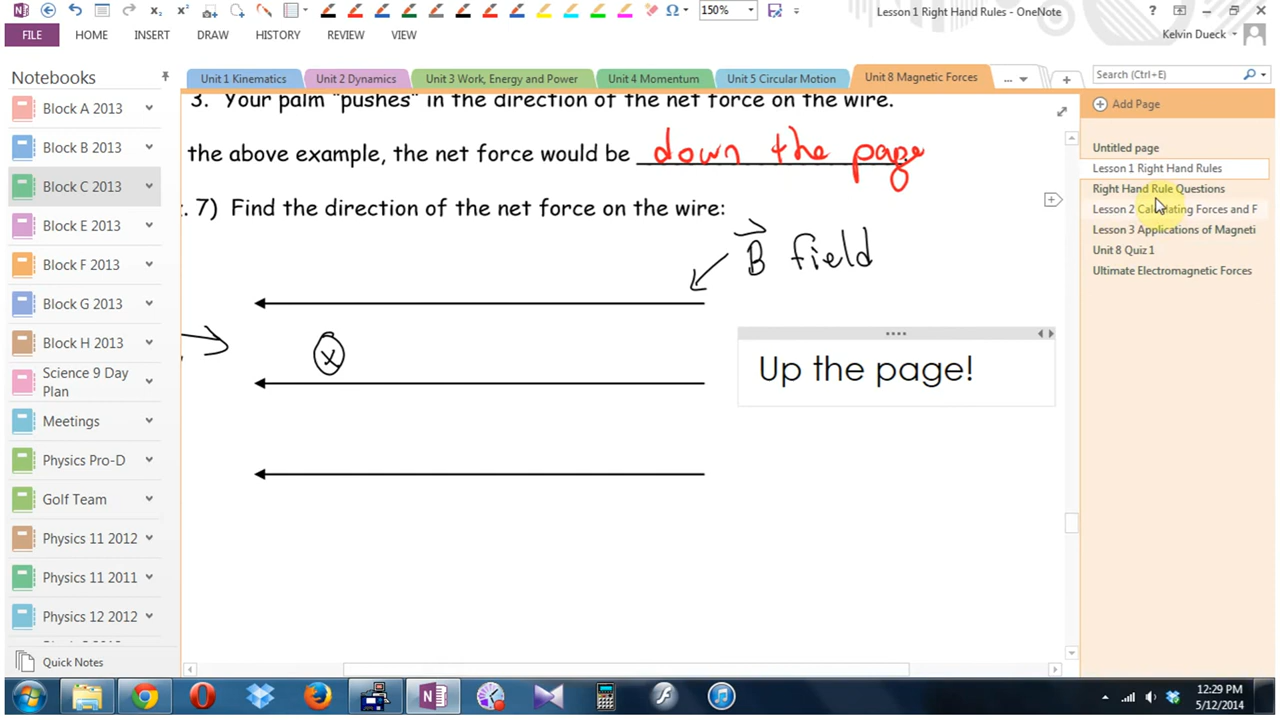 150%
Lesson 1 Right Hand Rules - OneNote
?
FILE
HOME
INSERT
DRAW
HISTORY
REVIEW
VIEW
Kelvin Dueck
Notebooks
Unit 1 Kinematics
Unit 2 Dynamics
Unit 3 Work, Energy and Power
Unit 4 Momentum
Unit 5 Circular Motion
Unit 8 Magnetic Forces
...
Search (Ctrl+E)
Block A 2013
Block B 2013
Block C 2013
Block E 2013
Block F 2013
Block G 2013
Block H 2013
Science 9 Day
Plan
Meetings
Physics Pro-D
Golf Team
Physics 11 2012
Physics 11 2011
Physics 12 2012
Quick Notes
3. Your palm "pushes" in the direction of the net force on the wire.
the above example, the net force would be down the page.
. 7) Find the direction of the net force on the wire:
B field
X
Up the page!
Add Page
Untitled page
Lesson 1 Right Hand Rules
Right Hand Rule Questions
Lesson 2 Calculating Forces and F
Lesson 3 Applications of Magneti
Unit 8 Quiz 1
Ultimate Electromagnetic Forces
12:29 PM
5/12/2014